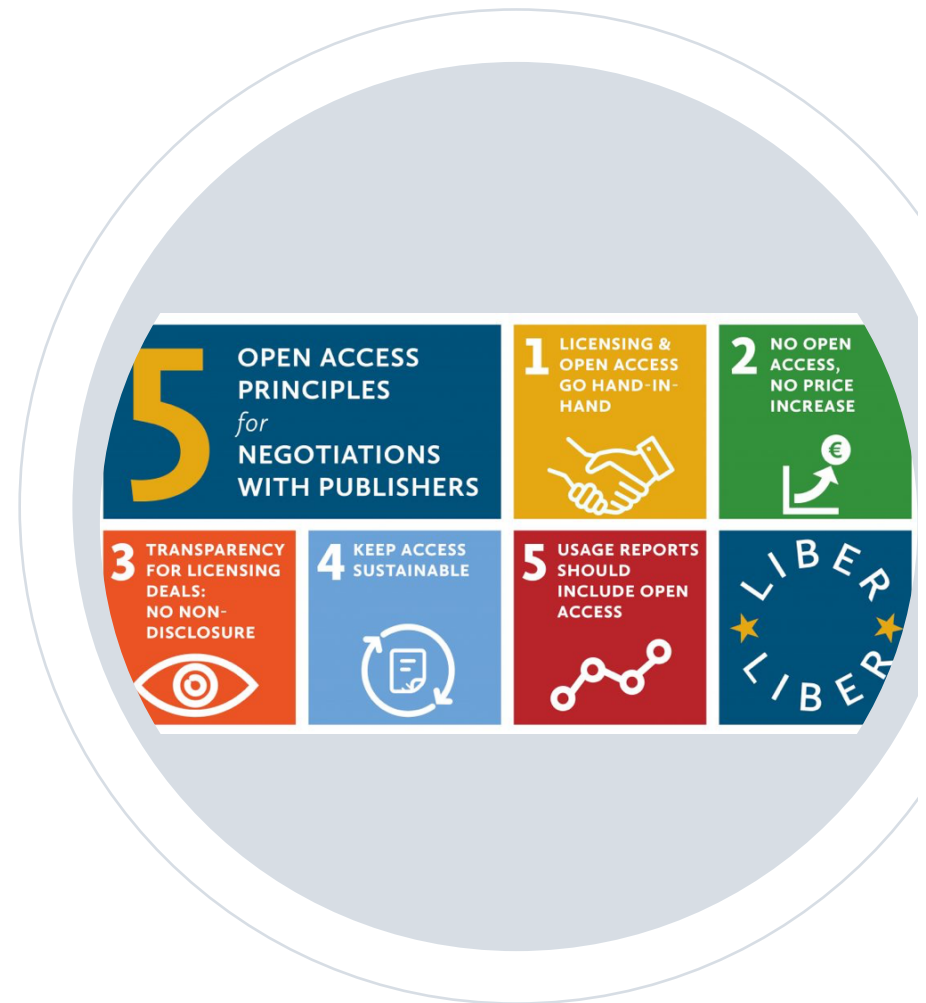 5
OPEN ACCESS
PRINCIPLES
for
NEGOTIATIONS
WITH PUBLISHERS
1
LICENSING &
OPEN ACCESS
GO HAND-IN-
HAND
2
NO OPEN
ACCESS,
NO PRICE
INCREASE
€
3
TRANSPARENCY
FOR LICENSING
DEALS:
NO NON-
DISCLOSURE
4
KEEP ACCESS
SUSTAINABLE
5
USAGE REPORTS
SHOULD
INCLUDE OPEN
ACCESS
LIBER
LIBER